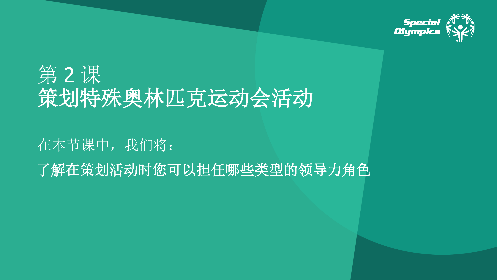 Special
Olympics
第 2 课
策划特殊奥林匹克运动会活动
在本节课中，我们将：
了解在策划活动时您可以担任哪些类型的领导力角色